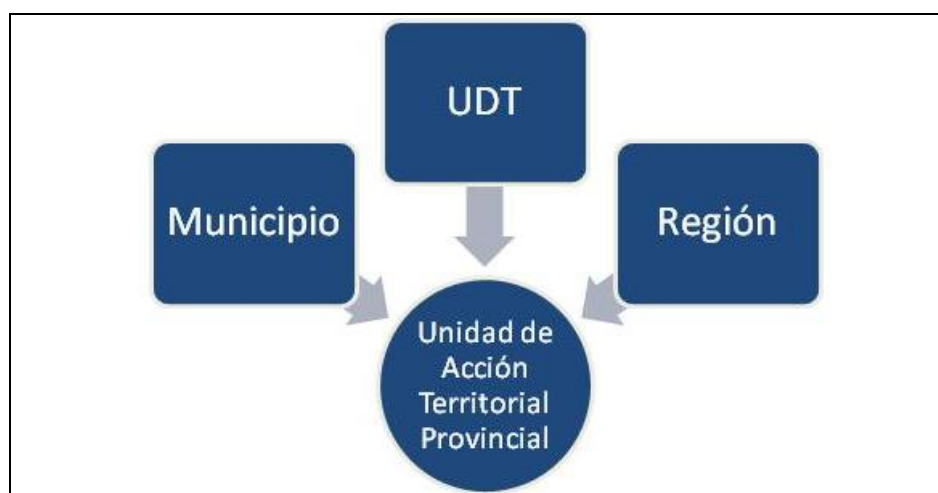 UDT
Municipio
Región
Unidad de
Acción
Territorial
Provincial